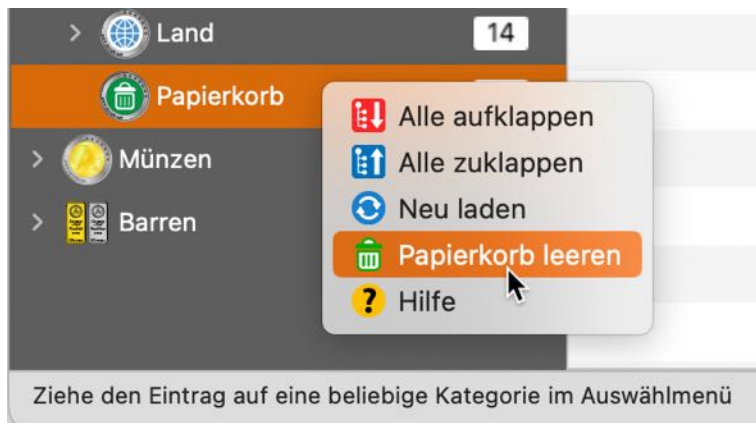 Land 14
Papierkorb
Alle aufklappen
Münzen
Alle zuklappen
Neu laden
Barren
Papierkorb leeren
Hilfe
Ziehe den Eintrag auf eine beliebige Kategorie im Auswählmenü